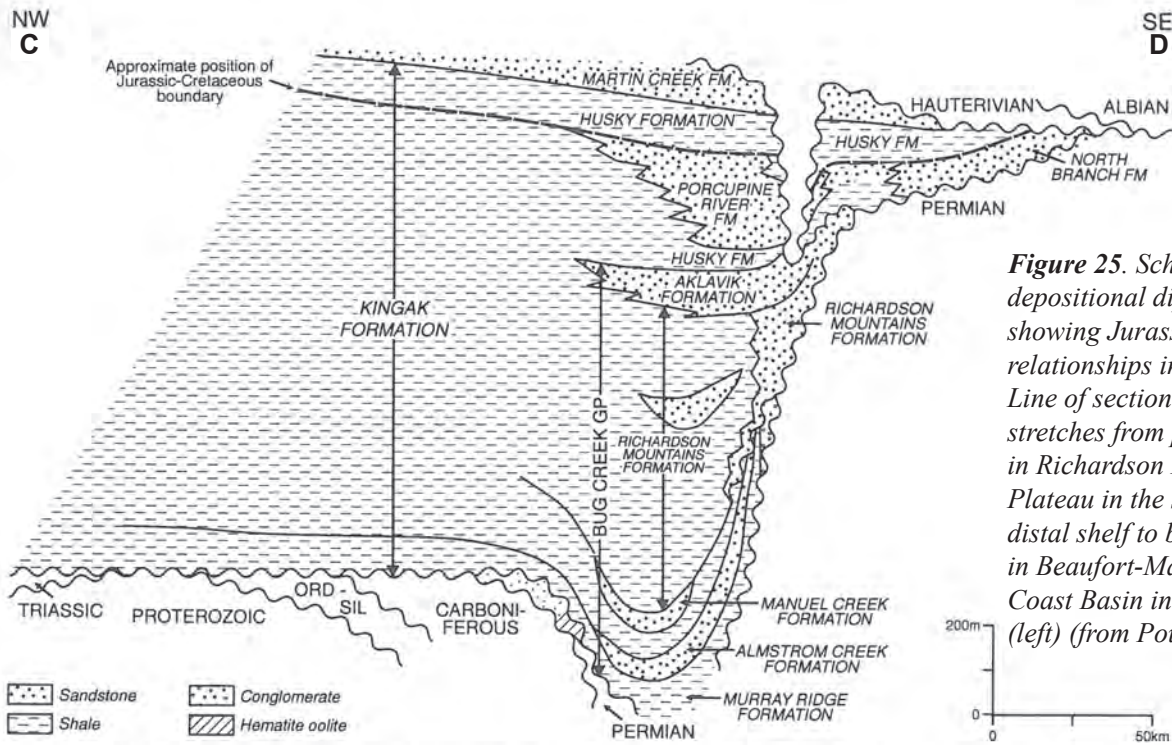 NW
C
SE
D
Approximate position of
Jurassic-Cretaceous
boundary
MARTIN CREEK FM
HUSKY FORMATION
HAUTERIVIAN
ALBIAN
HUSKY FM
NORTH
BRANCH FM
PORCUPINE
RIVER
FM
PERMIAN
HUSKY FM
AKLAVIK
FORMATION
KINGAK
FORMATION
RICHARDSON
MOUNTAINS
FORMATION
BUG CREEK GP
RICHARDSON
MOUNTAINS
FORMATION
TRIASSIC
PROTEROZOIC
ORD -
SIL
CARBONI-
FEROUS
MANUEL CREEK
FORMATION
ALMSTROM CREEK
FORMATION
MURRAY RIDGE
FORMATION
PERMIAN
Sandstone
Conglomerate
Shale
Hematite oolite
200m
0
0
50km
Figure 25. Sch
depositional di
showing Jurass
relationships in
Line of section
stretches from
in Richardson
Plateau in the
distal shelf to b
in Beaufort-Ma
Coast Basin in
(left) (from Poi